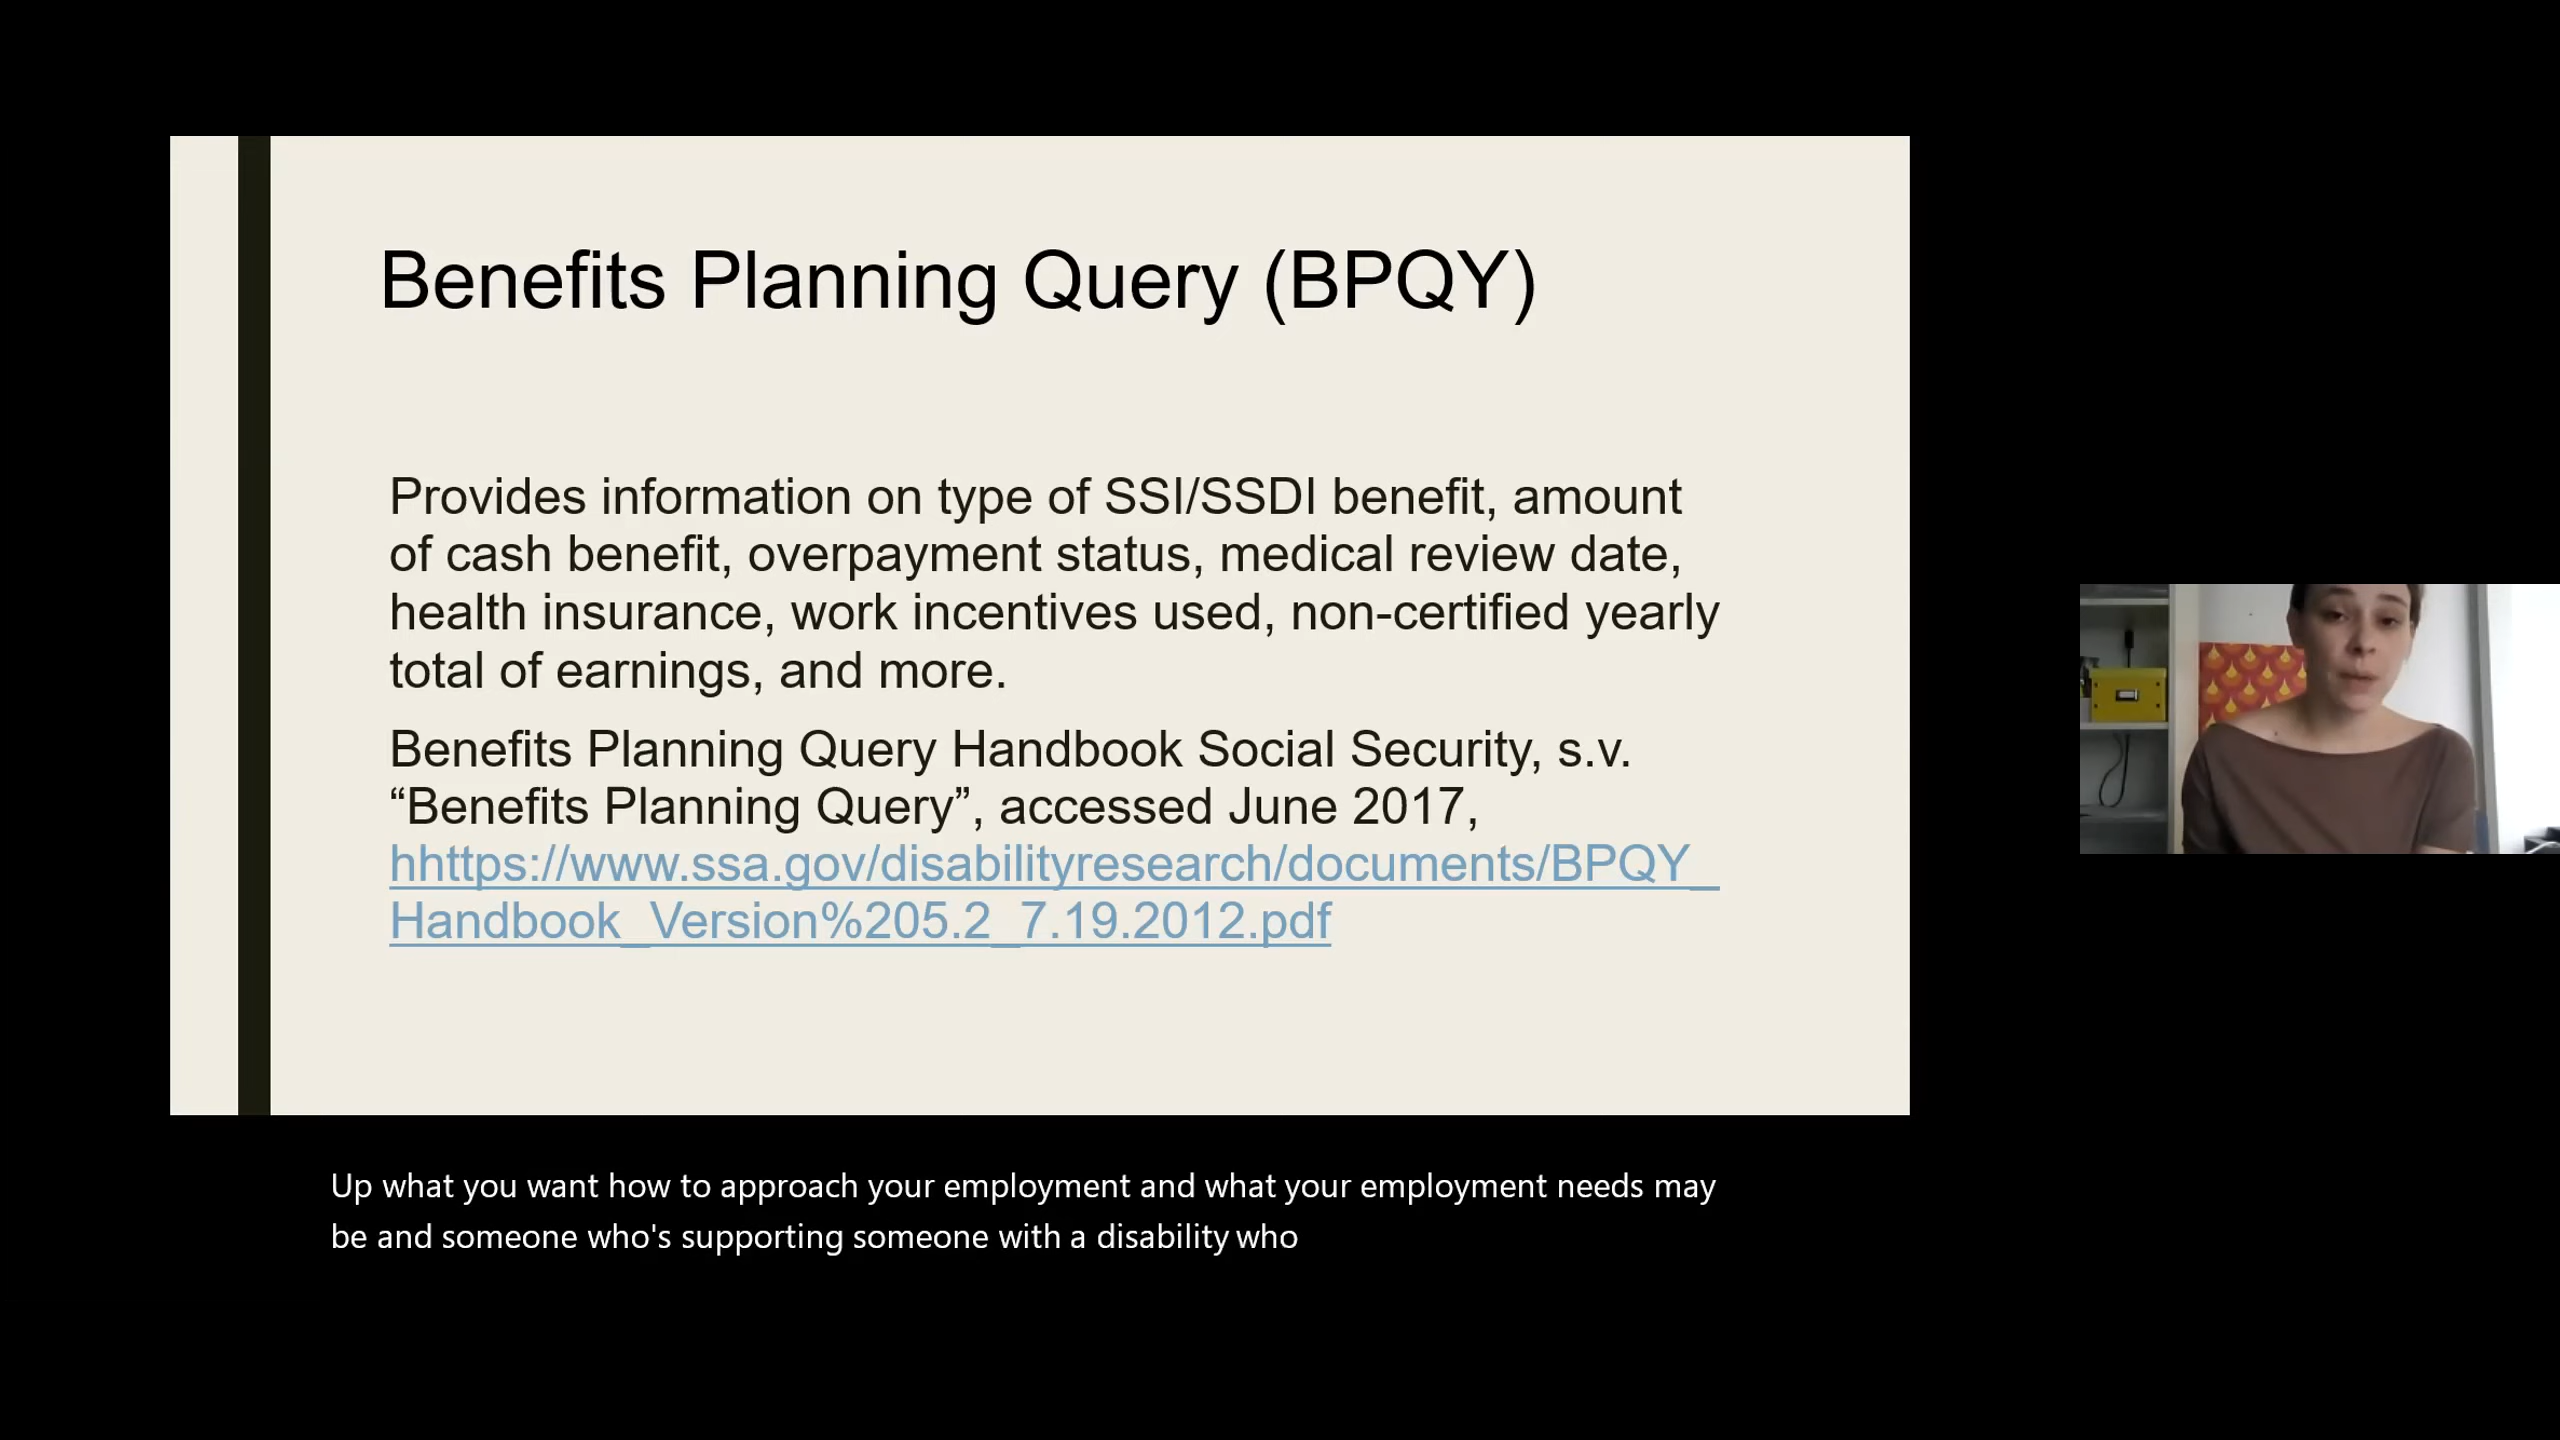 Benefits Planning Query (BPQY)
Provides information on type of SSI/SSDI benefit, amount
of cash benefit, overpayment status, medical review date,
health insurance, work incentives used, non-certified yearly
total of earnings, and more.
Benefits Planning Query Handbook Social Security, s.v.
“Benefits Planning Query”, accessed June 2017,
hhttps://www.ssa.gov/disabilityresearch/documents/BPQY_
Handbook_Version%205.2_7.19.2012.pdf
Up what you want how to approach your employment and what your employment needs may
be and someone who's supporting someone with a disability who